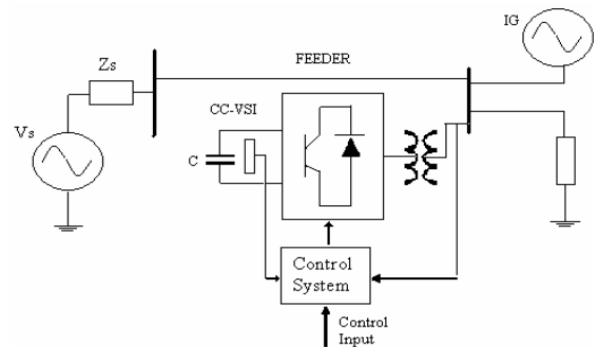 IG
Zs
FEEDER
CC-VSI
Vs
C
Control
System
Control
Input